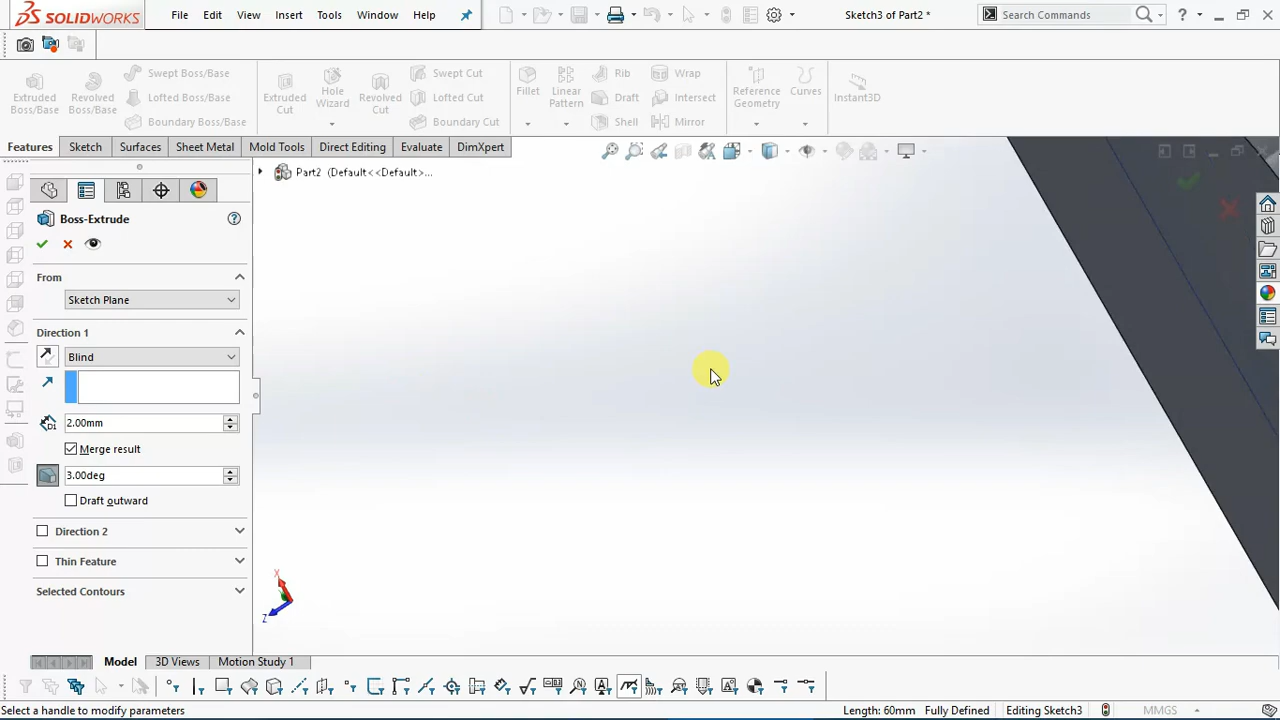 SOLIDWORKS
File Edit View Insert Tools Window Help
Sketch3 of Part2 *
Search Commands
Extruded Boss/Base
Revolved Boss/Base
Swept Boss/Base
Lofted Boss/Base
Boundary Boss/Base
Extruded Cut
Hole Wizard
Revolved Cut
Swept Cut
Lofted Cut
Boundary Cut
Fillet
Linear Pattern
Rib
Draft
Shell
Wrap
Intersect
Mirror
Reference Geometry
Curves
Instant3D
Features Sketch Surfaces Sheet Metal Mold Tools Direct Editing Evaluate DimXpert
Part2 (Default<<Default>...
Boss-Extrude
From
Sketch Plane
Direction 1
Blind
D1
2.00mm
Merge result
3.00deg
Draft outward
Direction 2
Thin Feature
Selected Contours
X
Z
Model 3D Views Motion Study 1
Select a handle to modify parameters
Length: 60mm Fully Defined Editing Sketch3 MMGS